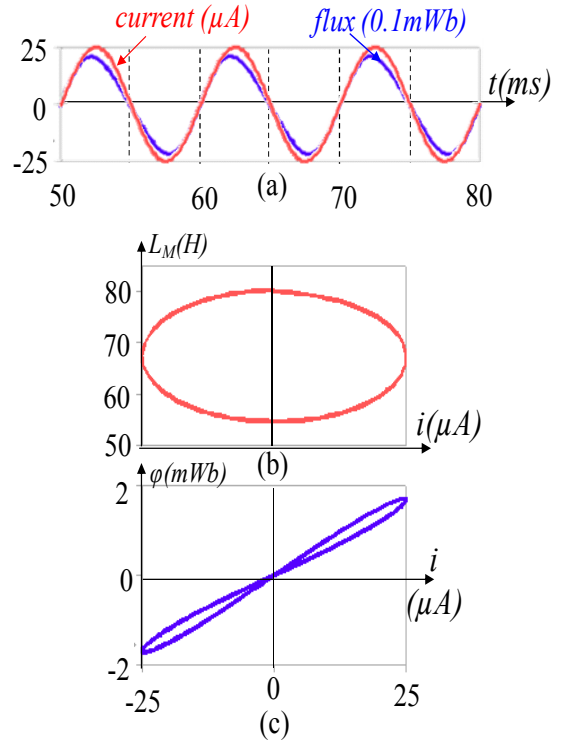 current (µA)
flux (0.1mWb)
25
0
-25
t(ms)
50
60
70
80
(a)
L_M(H)
80
70
60
50
i(µA)
(b)
φ(mWb)
2
0
-2
i
(µA)
-25
0
25
(c)